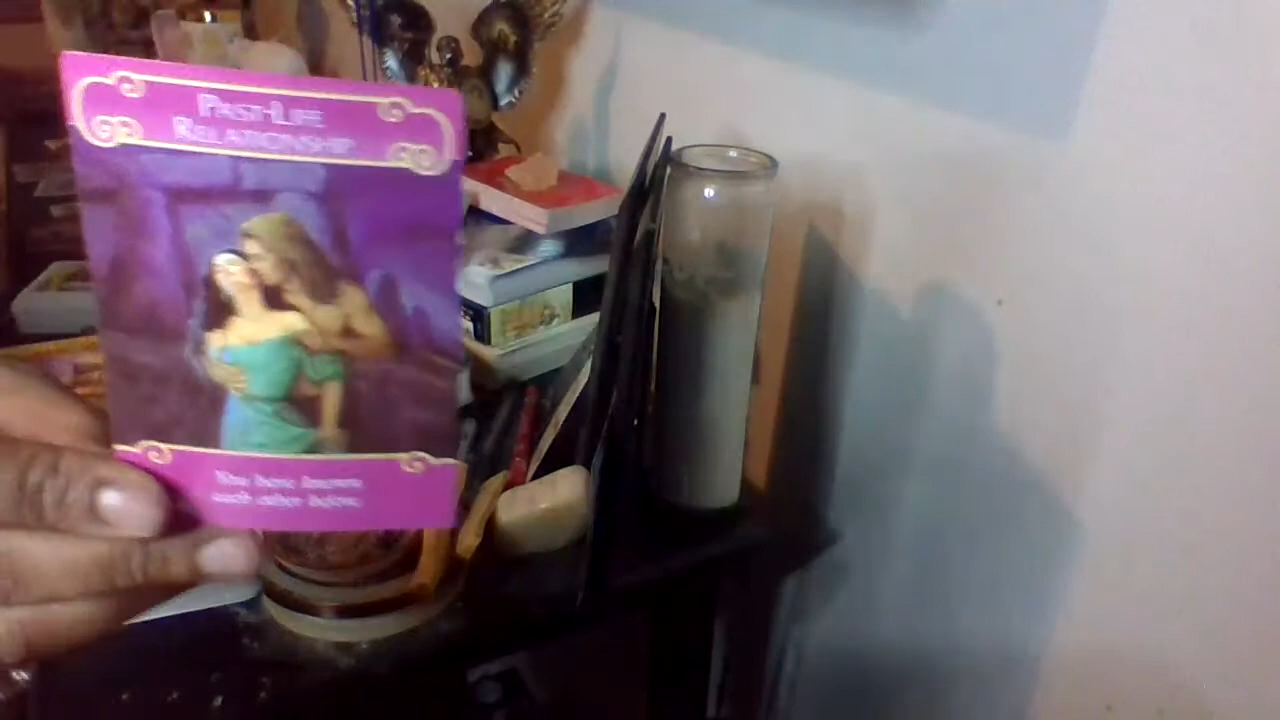 PAST-LIFE
RELATIONSHIP
You have known
each other before.